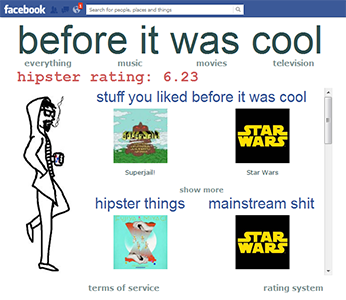 facebook
1
Search for people, places and things
before it was cool
everything music movies television
hipster rating: 6.23
stuff you liked before it was cool
STAR
WARS
Superjail! Star Wars
show more
hipster things mainstream shit
STAR
WARS
terms of service rating system